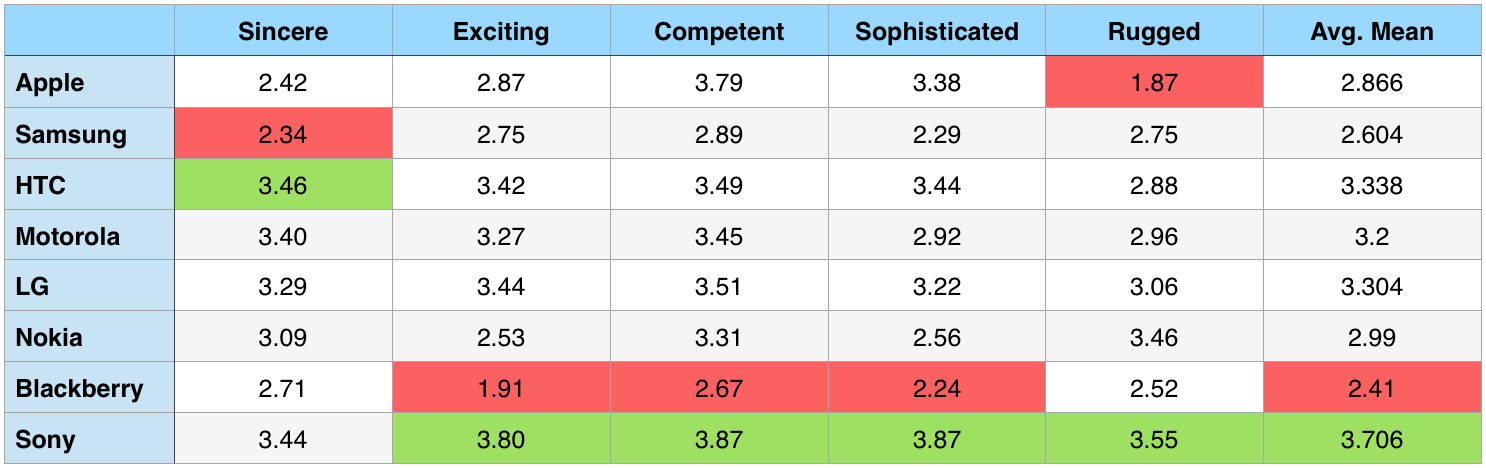 Sincere Exciting Competent Sophisticated Rugged Avg. Mean
Apple 2.42 2.87 3.79 3.38 1.87 2.866
Samsung 2.34 2.75 2.89 2.29 2.75 2.604
HTC 3.46 3.42 3.49 3.44 2.88 3.338
Motorola 3.40 3.27 3.45 2.92 2.96 3.2
LG 3.29 3.44 3.51 3.22 3.06 3.304
Nokia 3.09 2.53 3.31 2.56 3.46 2.99
Blackberry 2.71 1.91 2.67 2.24 2.52 2.41
Sony 3.44 3.80 3.87 3.87 3.55 3.706